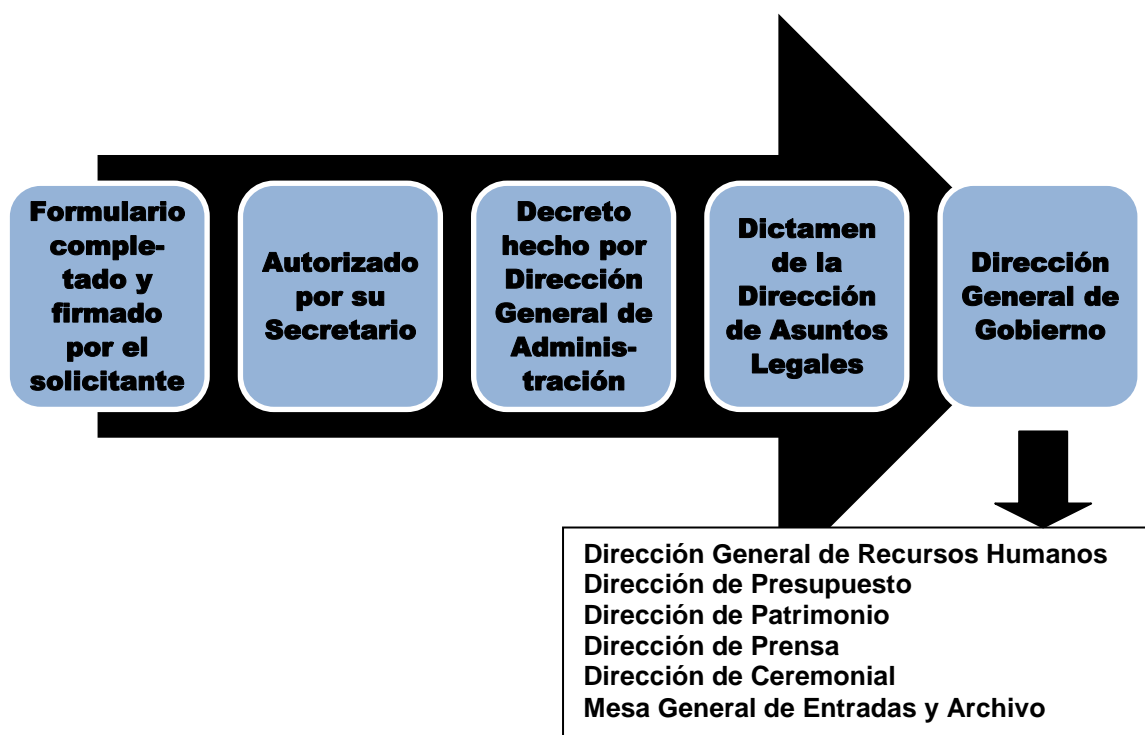 Formulario
comple-
tado y
firmado
por el
solicitante
Autorizado
por su
Secretario
Decreto
hecho por
Dirección
General de
Adminis-
tración
Dictamen
de la
Dirección
de Asuntos
Legales
Dirección
General de
Gobierno
Dirección General de Recursos Humanos
Dirección de Presupuesto
Dirección de Patrimonio
Dirección de Prensa
Dirección de Ceremonial
Mesa General de Entradas y Archivo